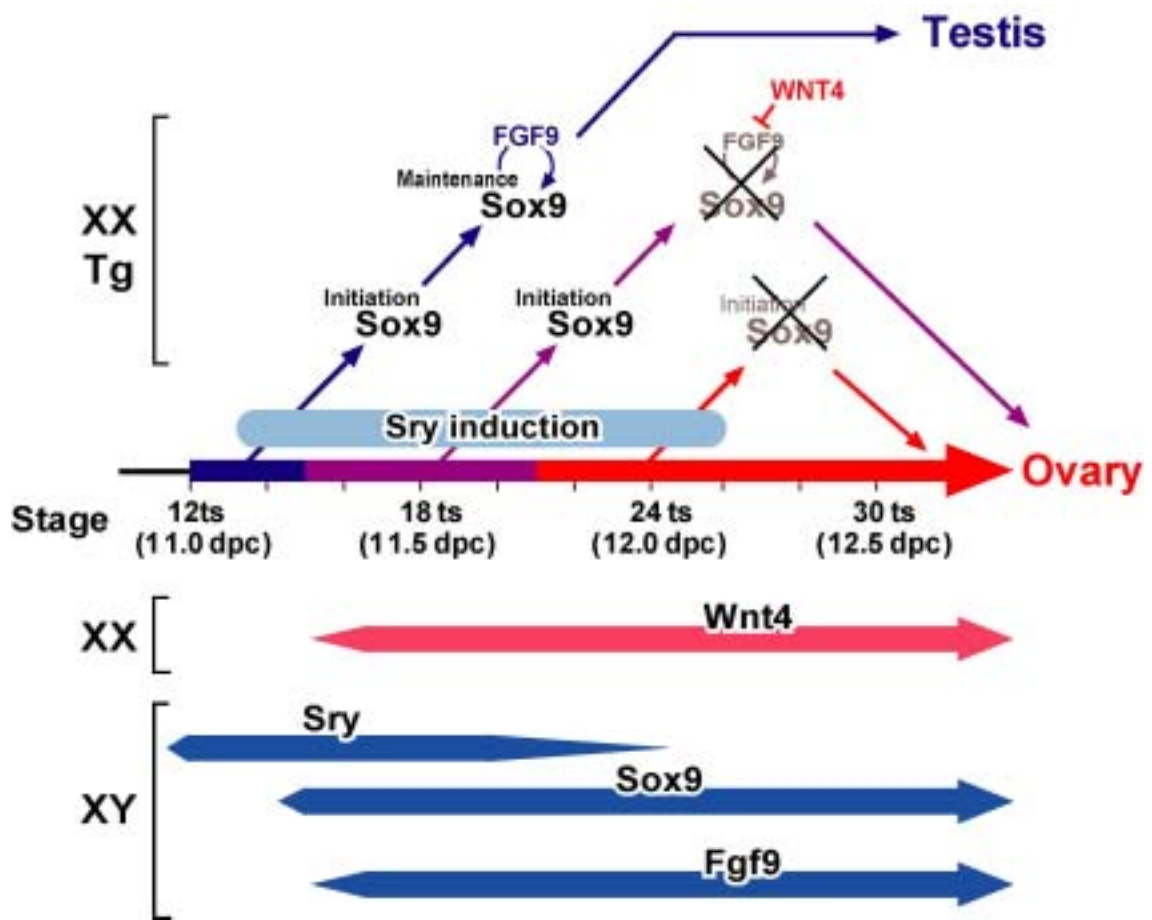 Testis
WNT4
FGF9
FGF9
Maintenance
Sox9
Sox9
XX
Tg
Initiation
Sox9
Initiation
Sox9
Initiation
Sox9
Sry induction
Ovary
Stage
12ts
18 ts
24 ts
30 ts
(11.0 dpc)
(11.5 dpc)
(12.0 dpc)
(12.5 dpc)
XX
Wnt4
Sry
XY
Sox9
Fgf9